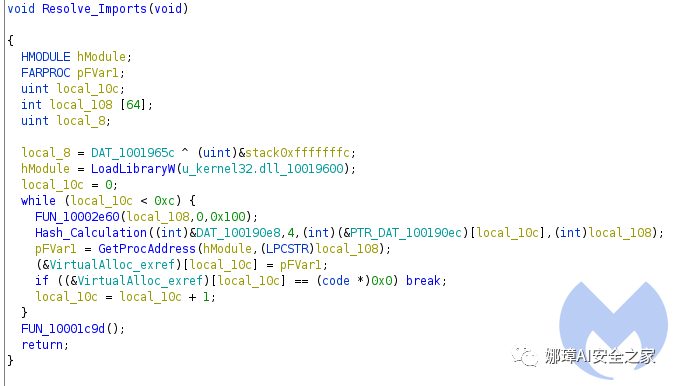 void Resolve_Imports(void)
{
HMODULE hModule;
FARPROC pFVar1;
uint local_10c;
int local_108 [64];
uint local_8;
local_8 = DAT_1001965c ^ (uint)&stack0xfffffffc;
hModule = LoadLibraryW(u_kernel32.dll_10019600);
local_10c = 0;
while (local_10c < 0xc) {
FUN_10002e60(local_108,0,0x100);
Hash_Calculation((int)&DAT_100190e8,4,(int)(&PTR_DAT_100190ec)[local_10c],(int)local_108);
pFVar1 = GetProcAddress(hModule,(LPCSTR)local_108);
(&VirtualAlloc_exref)[local_10c] = pFVar1;
if ((&VirtualAlloc_exref)[local_10c] == (code *)0x0) break;
local_10c = local_10c + 1;
}
FUN_10001c9d();
return;
}
娜璋AI安全之家